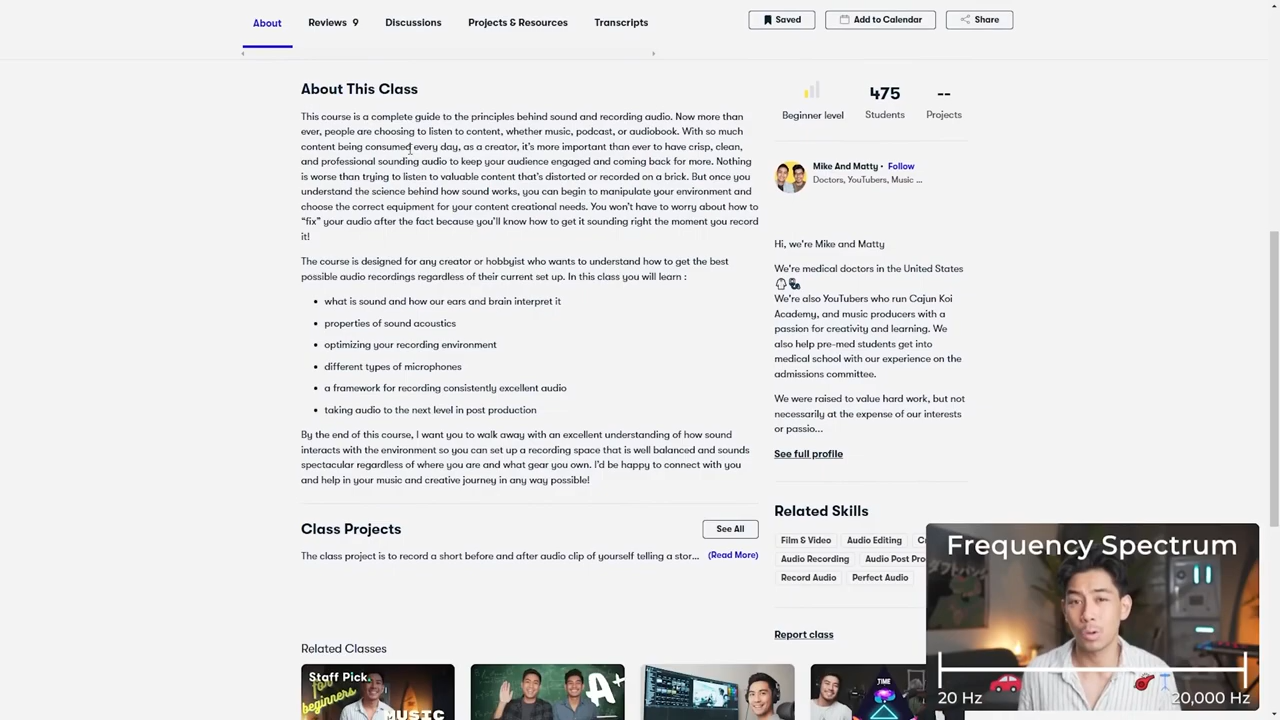 About
Reviews 9
Discussions
Projects & Resources
Transcripts
Saved
Add to Calendar
Share
About This Class
This course is a complete guide to the principles behind sound and recording audio. Now more than
ever, people are choosing to listen to content, whether music, podcast, or audiobook. With so much
content being consumed every day, as a creator, it's more important than ever to have crisp, clean,
and professional sounding audio to keep your audience engaged and coming back for more. Nothing
is worse than trying to listen to valuable content that's distorted or recorded on a brick. But once you
understand the science behind how sound works, you can begin to manipulate your environment and
choose the correct equipment for your content creational needs. You won't have to worry about how to
“fix” your audio after the fact because you'll know how to get it sounding right the moment you record
it!
The course is designed for any creator or hobbyist who wants to understand how to get the best
possible audio recordings regardless of their current set up. In this class you will learn :
• what is sound and how our ears and brain interpret it
• properties of sound acoustics
• optimizing your recording environment
• different types of microphones
• a framework for recording consistently excellent audio
• taking audio to the next level in post production
By the end of this course, I want you to walk away with an excellent understanding of how sound
interacts with the environment so you can set up a recording space that is well balanced and sounds
spectacular regardless of where you are and what gear you own. I'd be happy to connect with you
and help in your music and creative journey in any way possible!
Class Projects
See All
The class project is to record a short before and after audio clip of yourself telling a stor... (Read More)
Related Classes
Staff Pick.
for beginners
MUSIC
A+
TIME
Beginner level
475
Students
--
Projects
Mike And Matty • Follow
Doctors, YouTubers, Music ...
Hi, we're Mike and Matty
We're medical doctors in the United States
We're also YouTubers who run Cajun Koi
Academy, and music producers with a
passion for creativity and learning. We
also help pre-med students get into
medical school with our experience on the
admissions committee.
We were raised to value hard work, but not
necessarily at the expense of our interests
or passio...
See full profile
Related Skills
Film & Video
Audio Editing
Audio Recording
Audio Post Pro
Record Audio
Perfect Audio
Report class
Frequency Spectrum
20 Hz
20,000 Hz